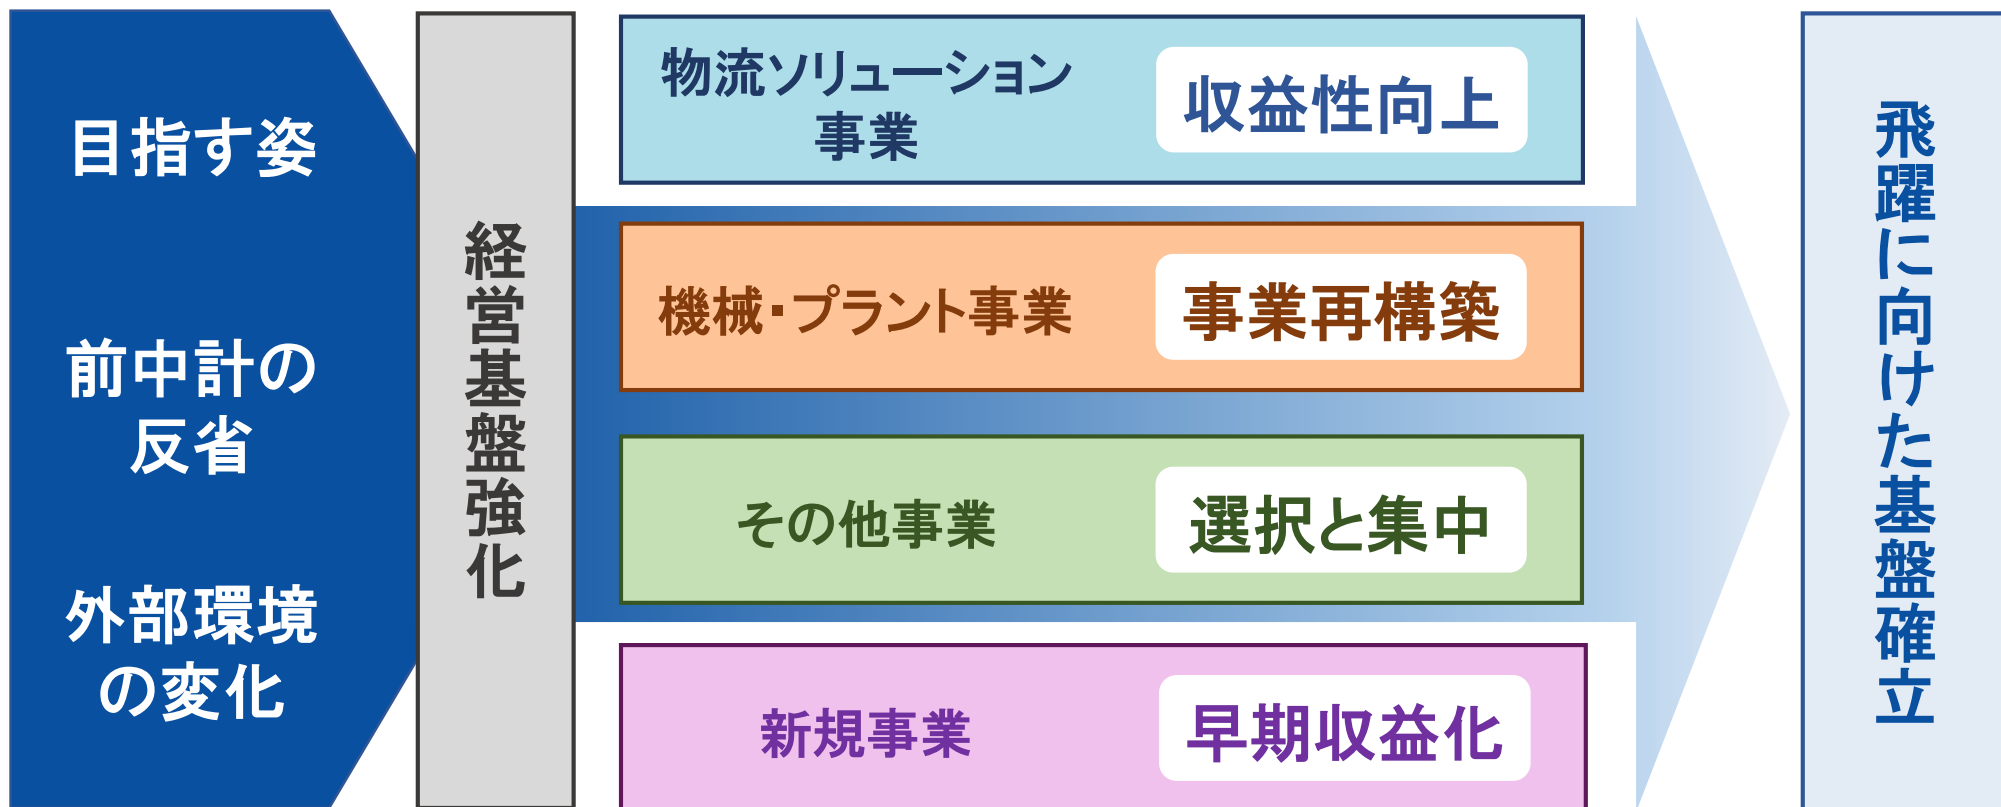 目指す姿
前中計の
反省
外部環境
の変化
経営基盤強化
物流ソリューション
事業
収益性向上
機械・プラント事業
事業再構築
その他事業
選択と集中
新規事業
早期収益化
飛躍に向けた基盤確立